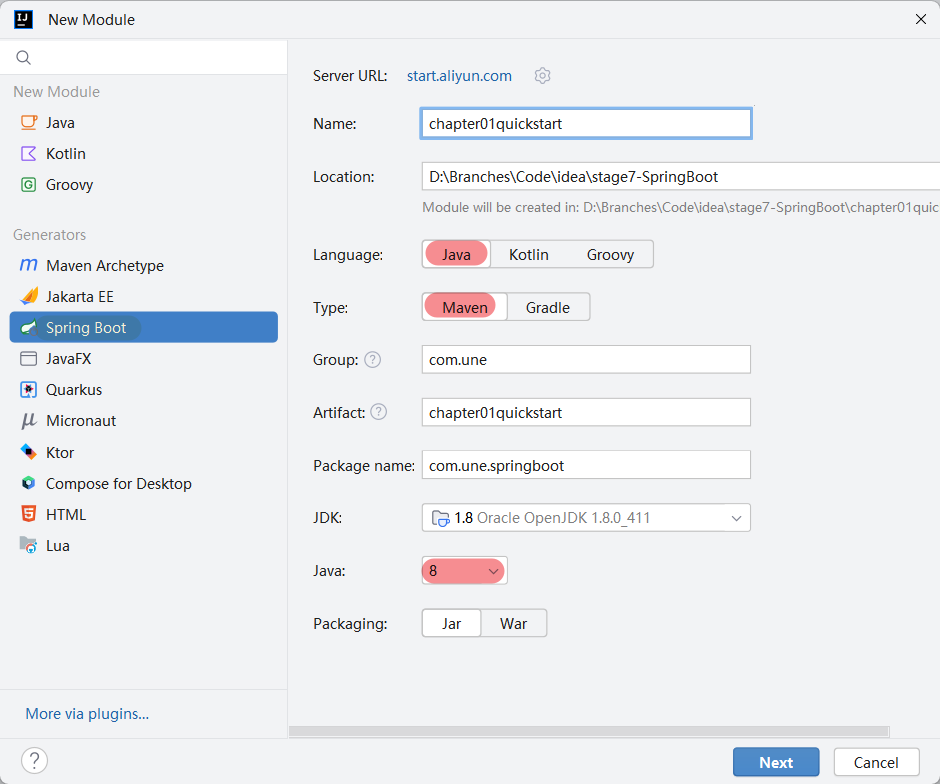 New Module
New Module
Java
Kotlin
Groovy
Generators
Maven Archetype
Jakarta EE
Spring Boot
JavaFX
Quarkus
Micronaut
Ktor
Compose for Desktop
HTML
Lua
More via plugins...
Server URL: start.aliyun.com
Name: chapter01quickstart
Location: D:\Branches\Code\idea\stage7-SpringBoot
Module will be created in: D:\Branches\Code\idea\stage7-SpringBoot\chapter01quic
Language: Java Kotlin Groovy
Type: Maven Gradle
Group: ? com.une
Artifact: ? chapter01quickstart
Package name: com.une.springboot
JDK: 1.8 Oracle OpenJDK 1.8.0_411
Java: 8
Packaging: Jar War
? Next Cancel